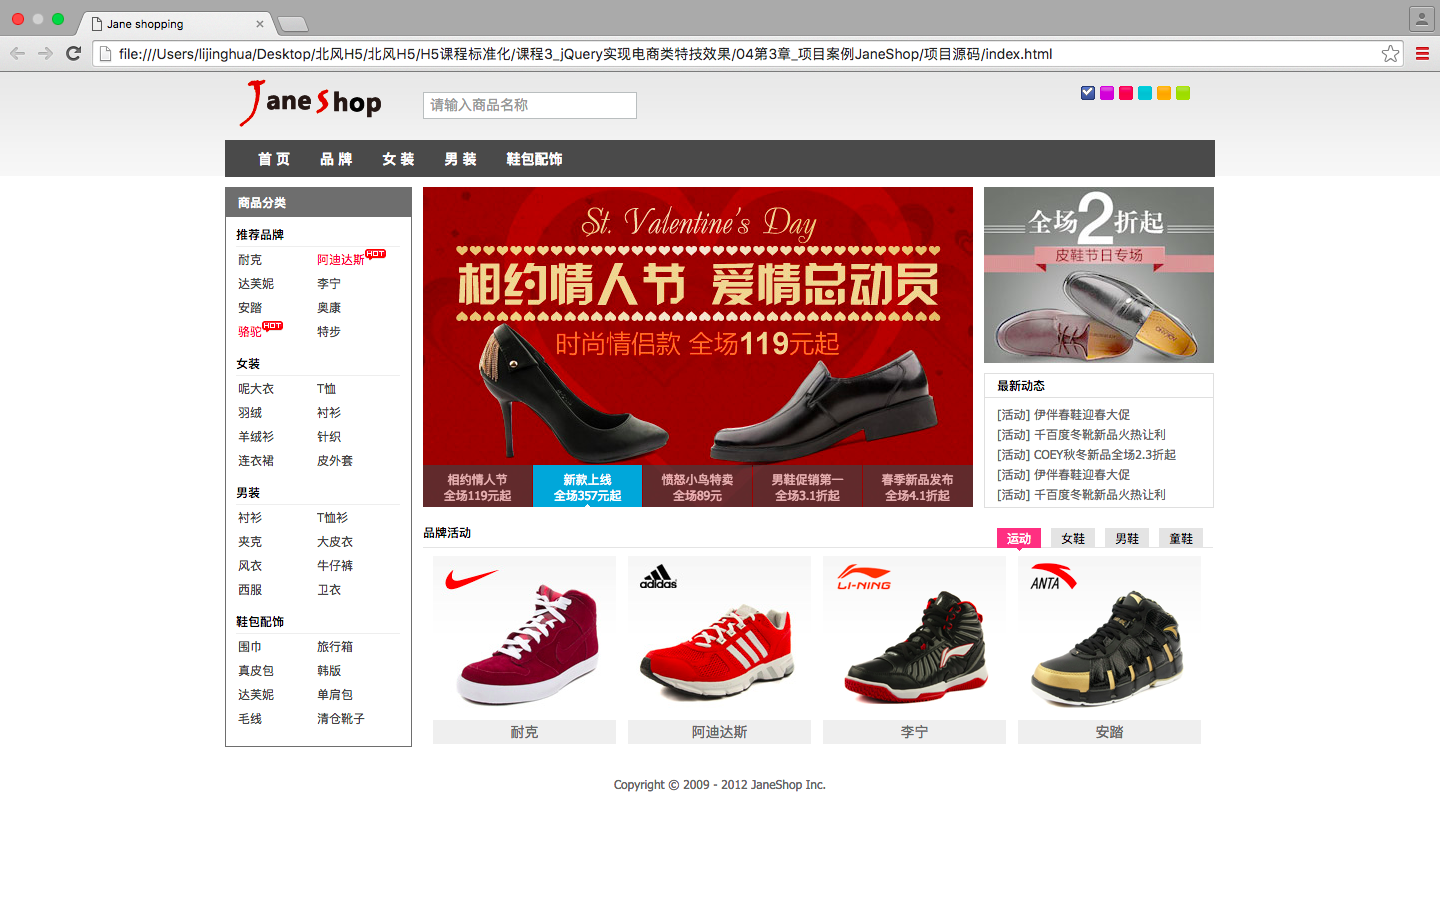 Jane shopping
file:///Users/lijinghua/Desktop/北风H5/北风H5/H5课程标准化/课程3_jQuery实现电商类特技效果/04第3章_项目案例JaneShop/项目源码/index.html
Jane Shop
请输入商品名称
首 页 品 牌 女 装 男 装 鞋包配饰
商品分类
推荐品牌
耐克 阿迪达斯 HOT
达芙妮 李宁
安踏 奥康
骆驼 HOT 特步
女装
呢大衣 T恤
羽绒 衬衫
羊绒衫 针织
连衣裙 皮外套
男装
衬衫 T恤衫
夹克 大皮衣
风衣 牛仔裤
西服 卫衣
鞋包配饰
围巾 旅行箱
真皮包 韩版
达芙妮 单肩包
毛线 清仓靴子
St. Valentine's Day
相约情人节 爱情总动员
时尚情侣款 全场119元起
相约情人节 新款上线 愤怒小鸟特卖 男鞋促销第一 春季新品发布
全场119元起 全场357元起 全场89元 全场3.1折起 全场4.1折起
全场2折起
皮鞋节日专场
最新动态
[活动] 伊伴春鞋迎春大促
[活动] 千百度冬靴新品火热让利
[活动] COEY秋冬新品全场2.3折起
[活动] 伊伴春鞋迎春大促
[活动] 千百度冬靴新品火热让利
品牌活动
运动 女鞋 男鞋 童鞋
adidas LI-NING ANTA
耐克 阿迪达斯 李宁 安踏
Copyright © 2009 - 2012 JaneShop Inc.